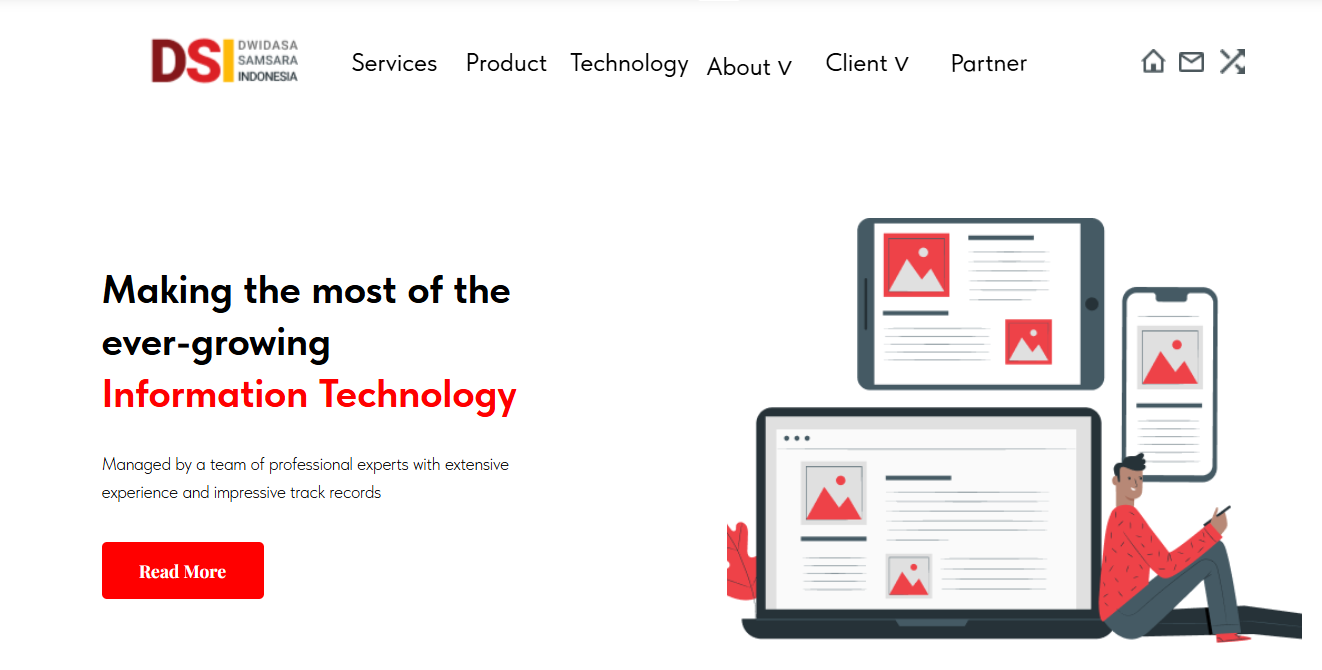 DSI DWIDASA
SAMSARA
INDONESIA
Services Product Technology About V Client V Partner
Making the most of the
ever-growing
Information Technology
Managed by a team of professional experts with extensive
experience and impressive track records
Read More